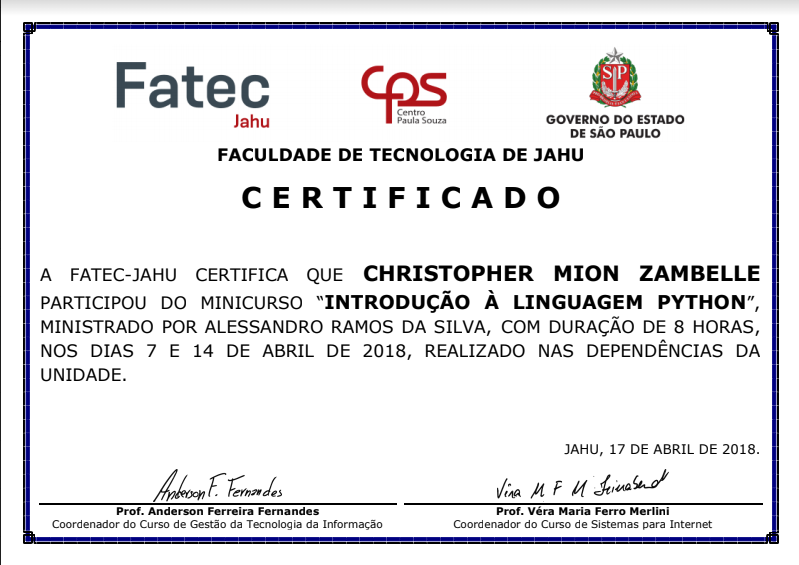 Fatec
Jahu
CPS
Centro
Paula Souza
SP
GOVERNO DO ESTADO
DE SÃO PAULO
FACULDADE DE TECNOLOGIA DE JAHU
CERTIFICADO
A FATEC-JAHU CERTIFICA QUE CHRISTOPHER MION ZAMBELLE
PARTICIPOU DO MINICURSO “INTRODUÇÃO À LINGUAGEM PYTHON”,
MINISTRADO POR ALESSANDRO RAMOS DA SILVA, COM DURAÇÃO DE 8 HORAS,
NOS DIAS 7 E 14 DE ABRIL DE 2018, REALIZADO NAS DEPENDÊNCIAS DA
UNIDADE.
JAHU, 17 DE ABRIL DE 2018.
Anderson F. Fernandes
M F M
Prof. Anderson Ferreira Fernandes
Coordenador do Curso de Gestão da Tecnologia da Informação
Prof. Véra Maria Ferro Merlini
Coordenador do Curso de Sistemas para Internet